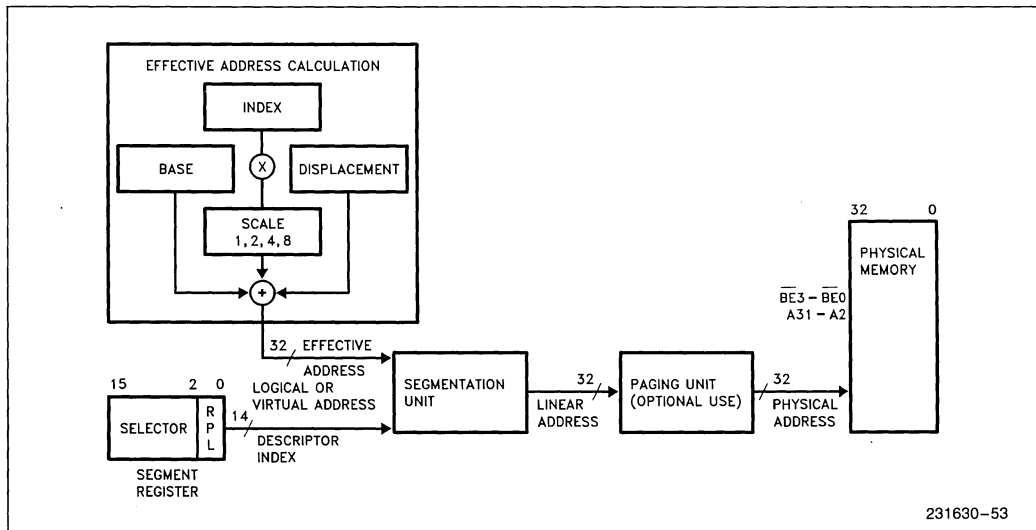 EFFECTIVE ADDRESS CALCULATION
INDEX
BASE
X
DISPLACEMENT
SCALE
1, 2, 4, 8
+
32 EFFECTIVE
ADDRESS
LOGICAL OR
VIRTUAL ADDRESS
15 2 0
SELECTOR
R
P
L
14
DESCRIPTOR
INDEX
SEGMENT
REGISTER
SEGMENTATION
UNIT
32
LINEAR
ADDRESS
PAGING UNIT
(OPTIONAL USE)
32
PHYSICAL
ADDRESS
32 0
PHYSICAL
MEMORY
B̅E̅3 – B̅E̅0
A31 – A2
231630–53